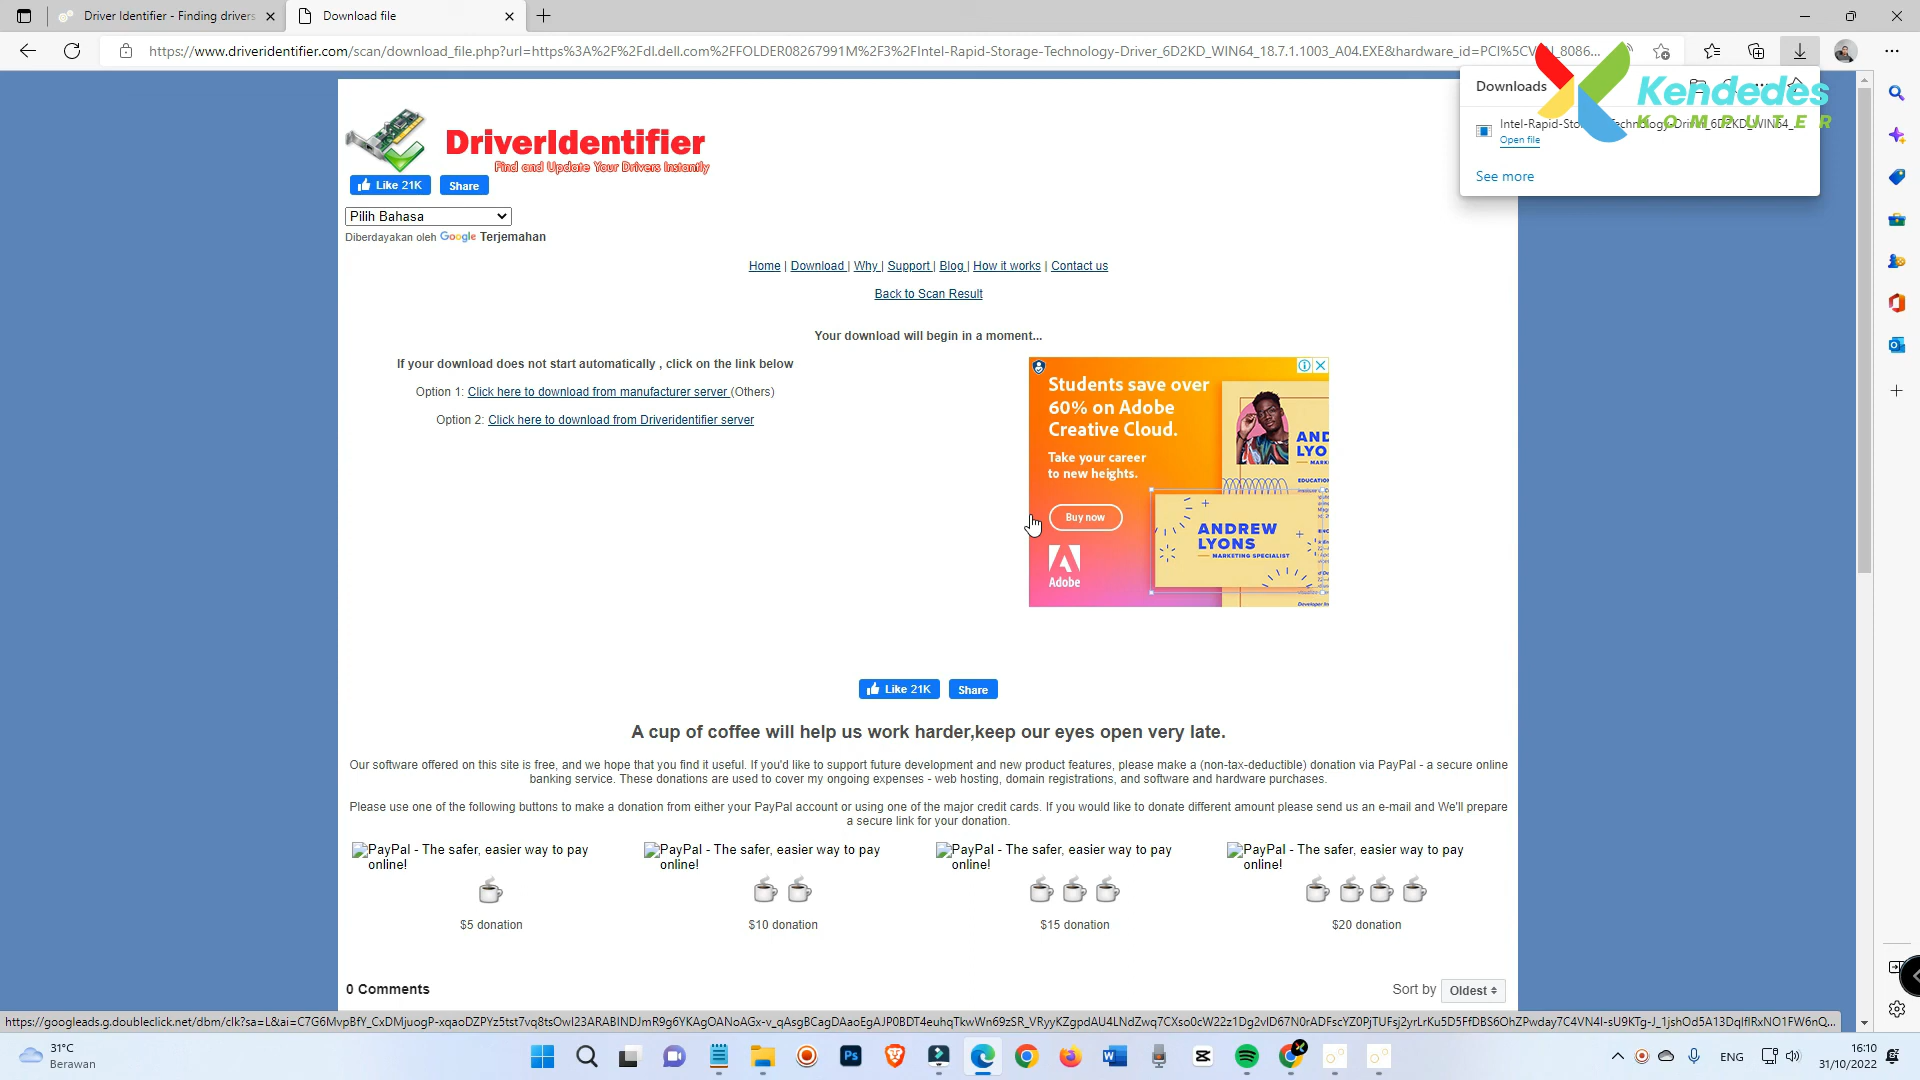 Driver Identifier - Finding drivers
Download file
https://www.driveridentifier.com/scan/download_file.php?url=https%3A%2F%2Fdl.dell.com%2FFOLDER08267991M%2F3%2FIntel-Rapid-Storage-Technology-Driver_6D2KD_WIN64_18.7.1.1003_A04.EXE&hardware_id=PCI%5CV
8086...
Downloads
Kendedes
KOMPUTER
Open file
See more
DriverIdentifier
Find and Update Your Drivers Instantly
Like 21K
Share
Pilih Bahasa
Diberdayakan oleh Google Terjemahan
Home | Download | Why | Support | Blog | How it works | Contact us
Back to Scan Result
Your download will begin in a moment...
If your download does not start automatically , click on the link below
Option 1: Click here to download from manufacturer server (Others)
Option 2: Click here to download from Driveridentifier server
Students save over
60% on Adobe
Creative Cloud.
Take your career
to new heights.
Buy now
Adobe
ANDREW
LYONS
MARKETING SPECIALIST
Like 21K
Share
A cup of coffee will help us work harder,keep our eyes open very late.
Our software offered on this site is free, and we hope that you find it useful. If you'd like to support future development and new product features, please make a (non-tax-deductible) donation via PayPal - a secure online
banking service. These donations are used to cover my ongoing expenses - web hosting, domain registrations, and software and hardware purchases.
Please use one of the following buttons to make a donation from either your PayPal account or using one of the major credit cards. If you would like to donate different amount please send us an e-mail and We'll prepare
a secure link for your donation.
PayPal - The safer, easier way to pay
online!
PayPal - The safer, easier way to pay
online!
PayPal - The safer, easier way to pay
online!
PayPal - The safer, easier way to pay
online!
$5 donation
$10 donation
$15 donation
$20 donation
0 Comments
Sort by Oldest
31°C
Berawan
Ps
ENG
16:10
31/10/2022